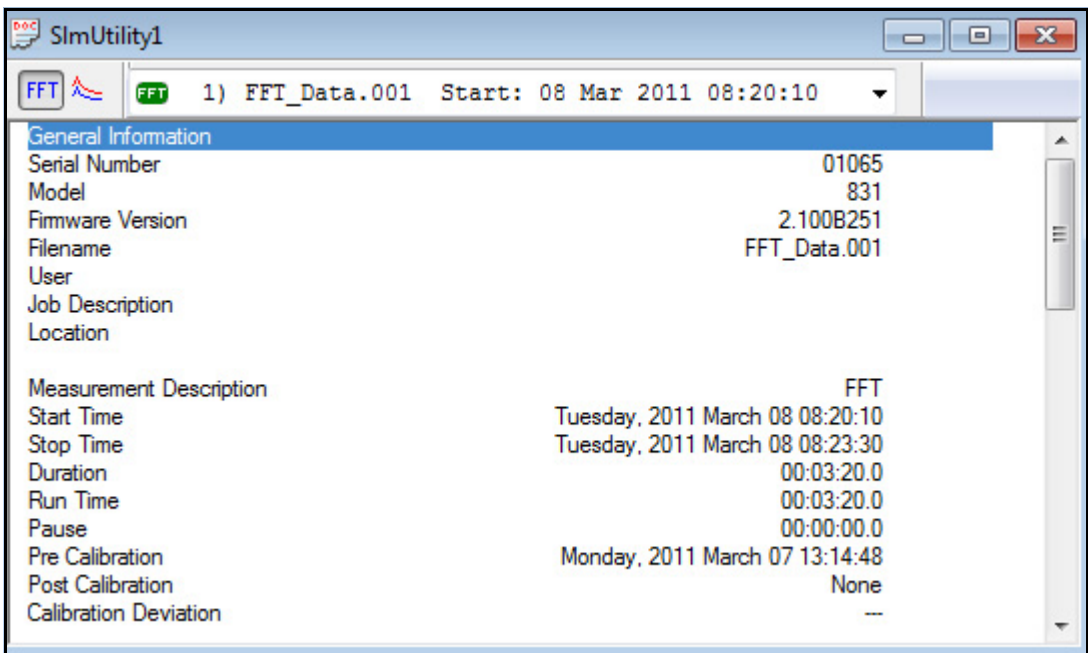 DOC SlmUtility1
FFT FFT 1) FFT_Data.001 Start: 08 Mar 2011 08:20:10
General Information
Serial Number 01065
Model 831
Firmware Version 2.100B251
Filename FFT_Data.001
User
Job Description
Location
Measurement Description FFT
Start Time Tuesday, 2011 March 08 08:20:10
Stop Time Tuesday, 2011 March 08 08:23:30
Duration 00:03:20.0
Run Time 00:03:20.0
Pause 00:00:00.0
Pre Calibration Monday, 2011 March 07 13:14:48
Post Calibration None
Calibration Deviation ---